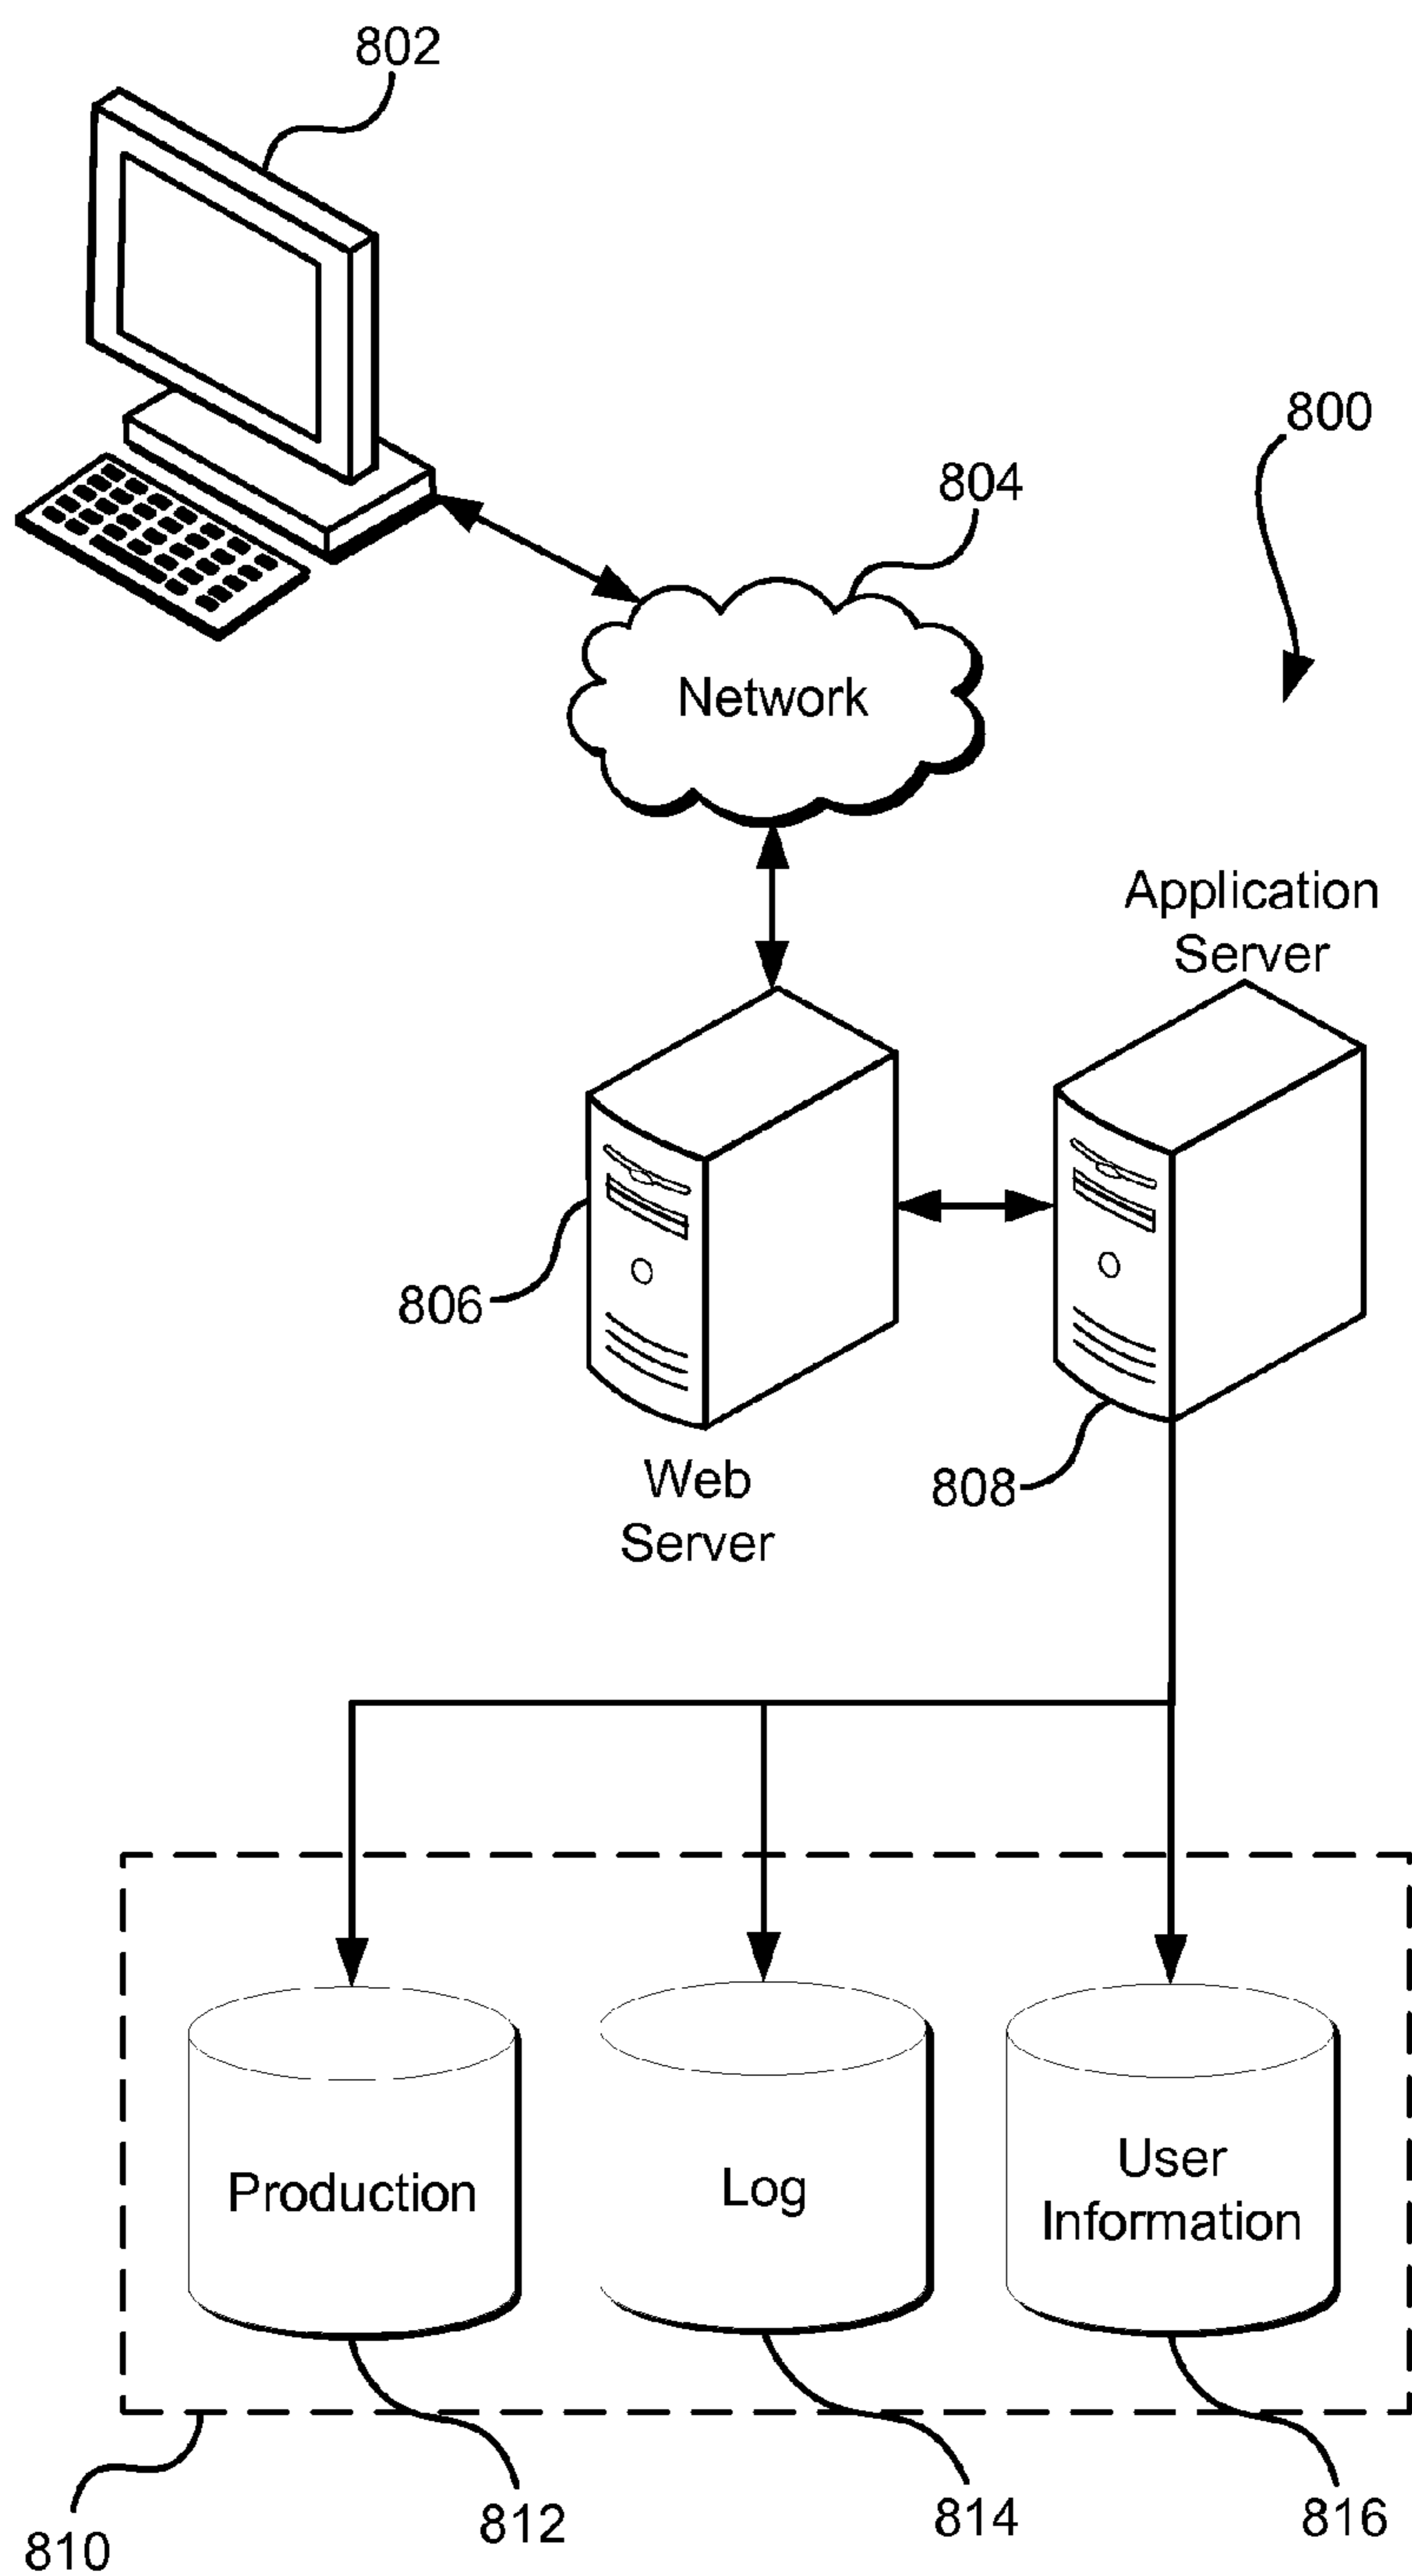 802
800
804
Network
Application
Server
806
Web
Server
808
Production
Log
User
Information
810
812
814
816